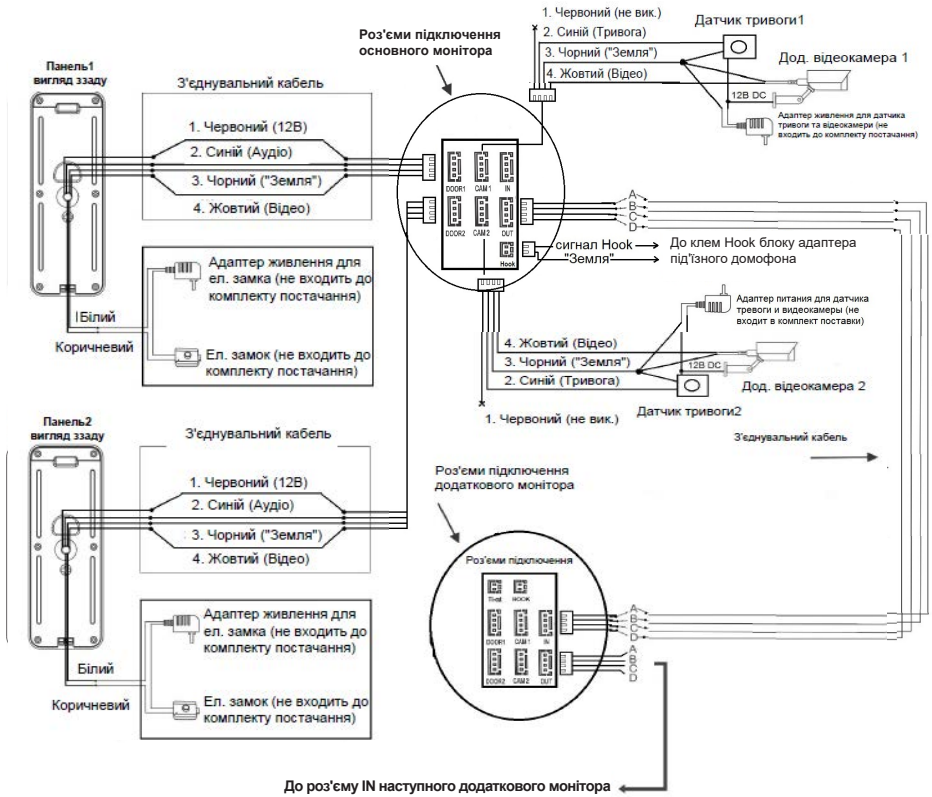 1. Червоний (не вик.)
2. Синій (Тривога)
3. Чорний ("Земля")
4. Жовтий (Відео)
Датчик тривоги1
Дод. відеокамера 1
12В DC
Адаптер живлення для датчика
тривоги та відеокамери (не
входить до комплекту постачання)
Роз'єми підключення
основного монітора
Панель1
вигляд ззаду
З'єднувальний кабель
1. Червоний (12В)
2. Синій (Аудіо)
3. Чорний ("Земля")
4. Жовтий (Відео)
DOOR1 CAM 1 IN
DOOR2 CAM 2 OUT
Hook
A
B
C
D
сигнал Hook
"Земля"
До клем Hook блоку адаптера
під'їзного домофона
Адаптер живлення для
ел. замка (не входить до
комплекту постачання)
Білий
Коричневий
Ел. замок (не входить до
комплекту постачання)
Адаптер питания для датчика
тревоги и видеокамеры (не
входит в комплект поставки)
4. Жовтий (Відео)
3. Чорний ("Земля")
2. Синій (Тривога)
1. Червоний (не вик.)
12В DC
Дод. відеокамера 2
Датчик тривоги2
З'єднувальний кабель
Панель2
вигляд ззаду
З'єднувальний кабель
1. Червоний (12В)
2. Синій (Аудіо)
3. Чорний ("Земля")
4. Жовтий (Відео)
Роз'єми підключення
додаткового монітора
Роз'єми підключення
HOOK
DOOR1 CAM 1 IN
DOOR2 CAM 2 OUT
A
B
C
D
A
B
C
D
Адаптер живлення для
ел. замка (не входить до
комплекту постачання)
Білий
Коричневий
Ел. замок (не входить до
комплекту постачання)
До роз'єму IN наступного додаткового монітора